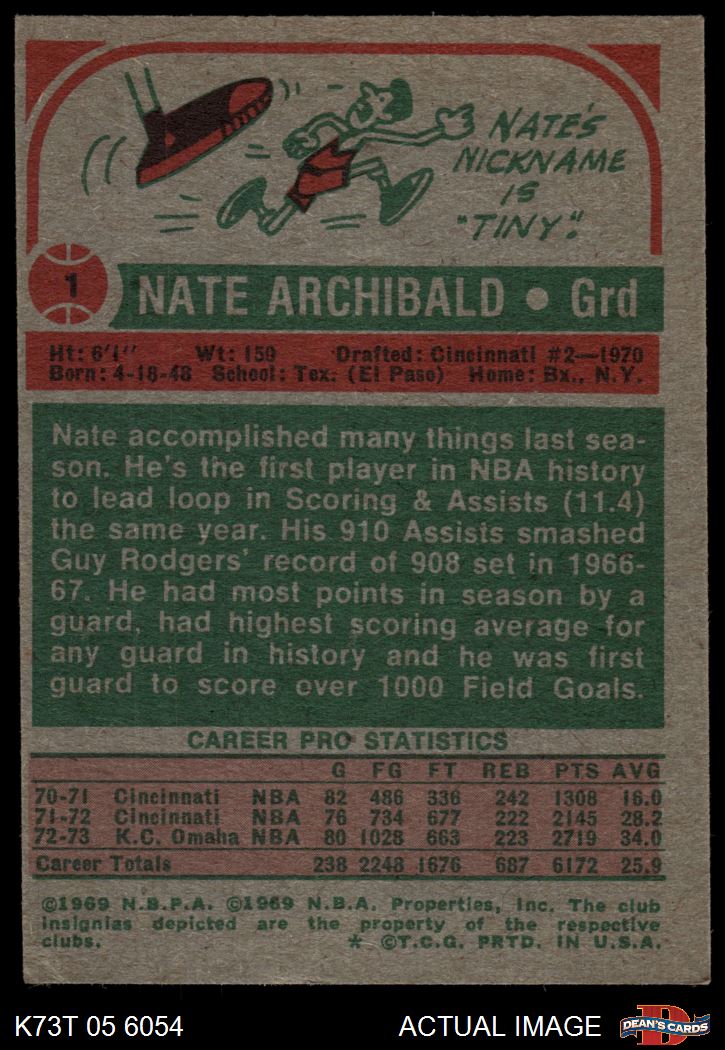 NATE'S
NICKNAME
IS
"TINY."
1
NATE ARCHIBALD • Grd
Ht: 6'1" Wt: 150 Drafted: Cincinnati #2—1970
Born: 4-18-48 School: Tex. (El Paso) Home: Bx., N.Y.
Nate accomplished many things last sea-
son. He's the first player in NBA history
to lead loop in Scoring & Assists (11.4)
the same year. His 910 Assists smashed
Guy Rodgers' record of 908 set in 1966-
67. He had most points in season by a
guard, had highest scoring average for
any guard in history and he was first
guard to score over 1000 Field Goals.
CAREER PRO STATISTICS
G FG FT REB PTS AVG
70-71 Cincinnati NBA 82 486 336 242 1308 16.0
71-72 Cincinnati NBA 76 734 677 222 2145 28.2
72-73 K.C. Omaha NBA 80 1028 663 223 2719 34.0
Career Totals 238 2248 1676 687 6172 25.9
©1969 N.B.P.A. ©1969 N.B.A. Properties, Inc. The club
insignias depicted are the property of the respective
clubs. * ©T.C.G. PRTD. IN U.S.A.
K73T 05 6054 ACTUAL IMAGE DEAN'S CARDS